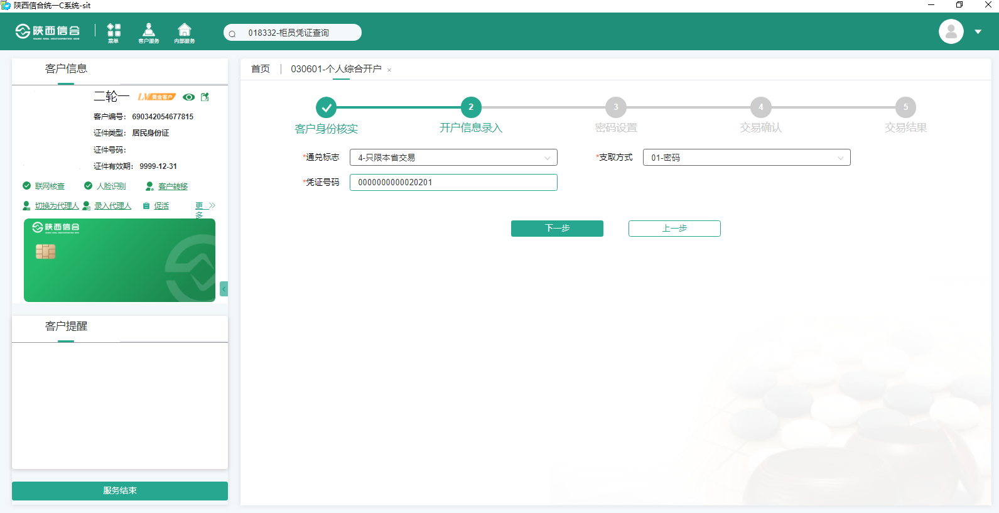 陕西信合统一C系统-sit
陕西信合
菜单
客户服务
内部服务
018332-柜员凭证查询
客户信息
二轮一
LV 黄金客户
客户编号: 690342054677815
证件类型: 居民身份证
证件号码:
证件有效期: 9999-12-31
联网核查
人脸识别
客户转移
切换为代理人
录入代理人
促活
更多
陕西信合
客户提醒
服务结束
首页
030601-个人综合开户 ×
客户身份核实
2
开户信息录入
3
密码设置
4
交易确认
5
交易结果
*通兑标志 4-只限本省交易
*支取方式 01-密码
*凭证号码 0000000000020201
下一步
上一步